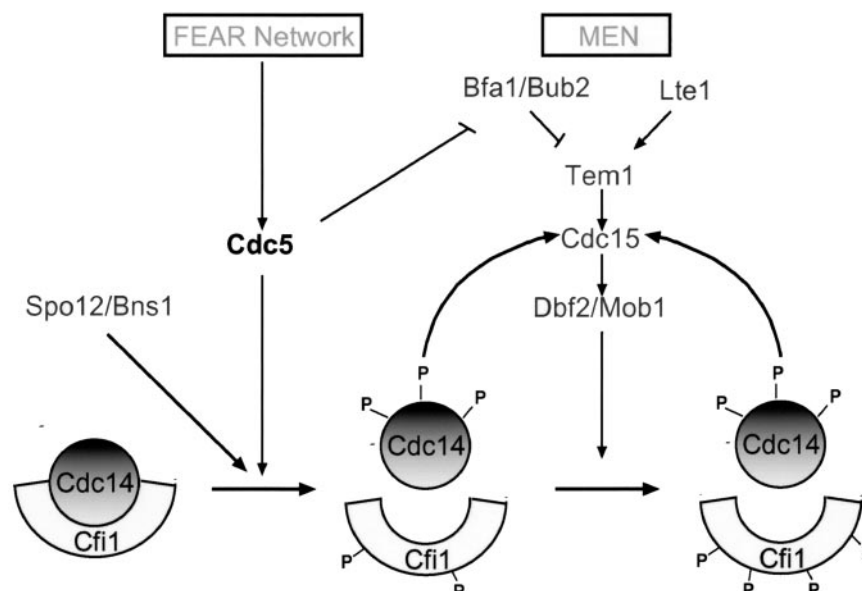 FEAR Network
MEN
Bfa1/Bub2
Lte1
Tem1
Cdc5
Cdc15
Spo12/Bns1
Dbf2/Mob1
P
P
P
P
P
P
Cdc14
Cdc14
Cdc14
Cfi1
Cfi1
Cfi1
P
P
P
P
P
P